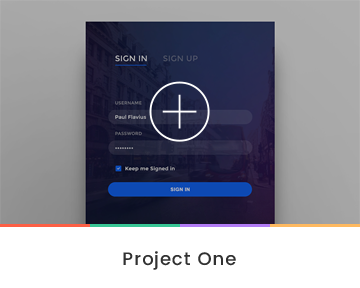 SIGN IN SIGN UP
USERNAME
Paul Flavius
PASSWORD
••••••••
Keep me Signed in
SIGN IN
Project One